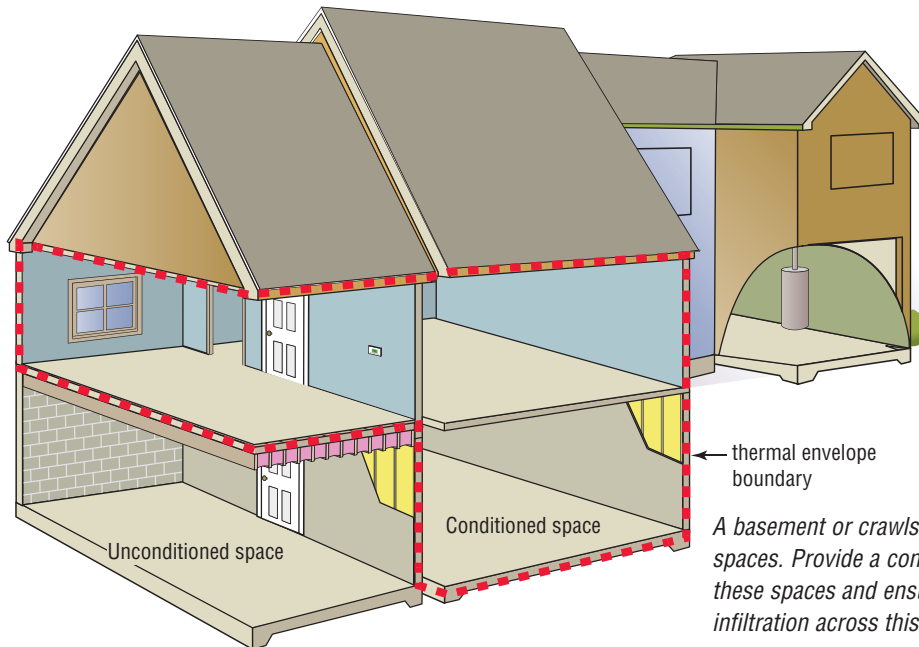 thermal envelope
boundary
Conditioned space
Unconditioned space
A basement or crawls
spaces. Provide a con
these spaces and ensu
infiltration across this